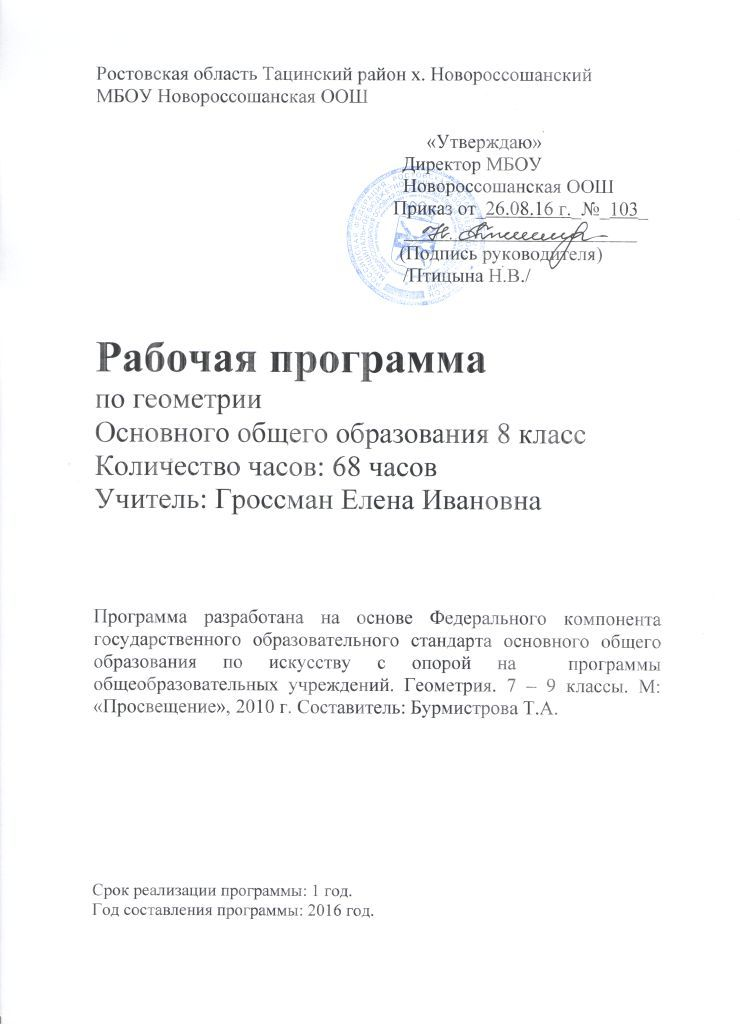 Ростовская область Тацинский район х. Новороссошанский
МБОУ Новороссошанская ООШ
«Утверждаю»
Директор МБОУ
Новороссошанская ООШ
Приказ от 26.08.16 г. № 103
(Подпись руководителя)
/Птицына Н.В./
Рабочая программа
по геометрии
Основного общего образования 8 класс
Количество часов: 68 часов
Учитель: Гроссман Елена Ивановна
Программа разработана на основе Федерального компонента
государственного образовательного стандарта основного общего
образования по искусству с опорой на программы
общеобразовательных учреждений. Геометрия. 7 – 9 классы. М:
«Просвещение», 2010 г. Составитель: Бурмистрова Т.А.
Срок реализации программы: 1 год.
Год составления программы: 2016 год.